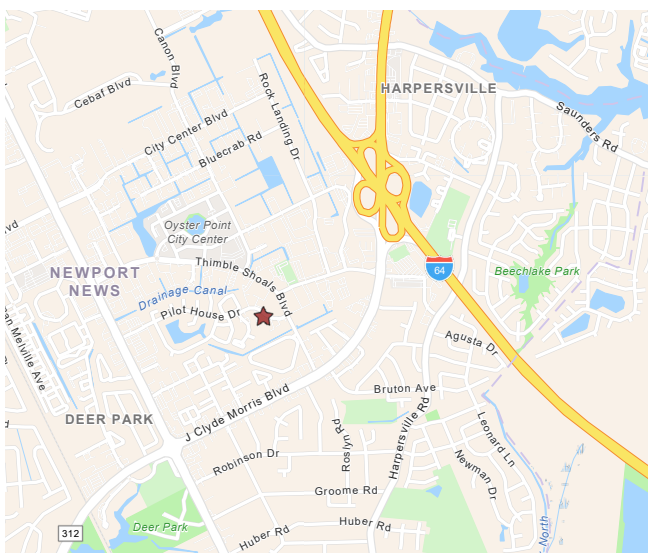 Canon Blvd
Cebaf Blvd
HARPERSVILLE
Rock Landing Dr
Saunders Rd
City Center Blvd
Bluecrab Rd
Oyster Point
City Center
vd
NEWPORT
NEWS
Thimble Shoals Blvd
64
Beechlake Park
Drainage Canal
Pilot House Dr
an Melville Ave
Agusta Dr
Bruton Ave
DEER PARK
J Clyde Morris Blvd
Harpersville Rd
Leonard Ln
Roslyn Rd
Robinson Dr
Newman Dr
Groome Rd
Deer Park
312
Huber Rd
Huber Rd
North